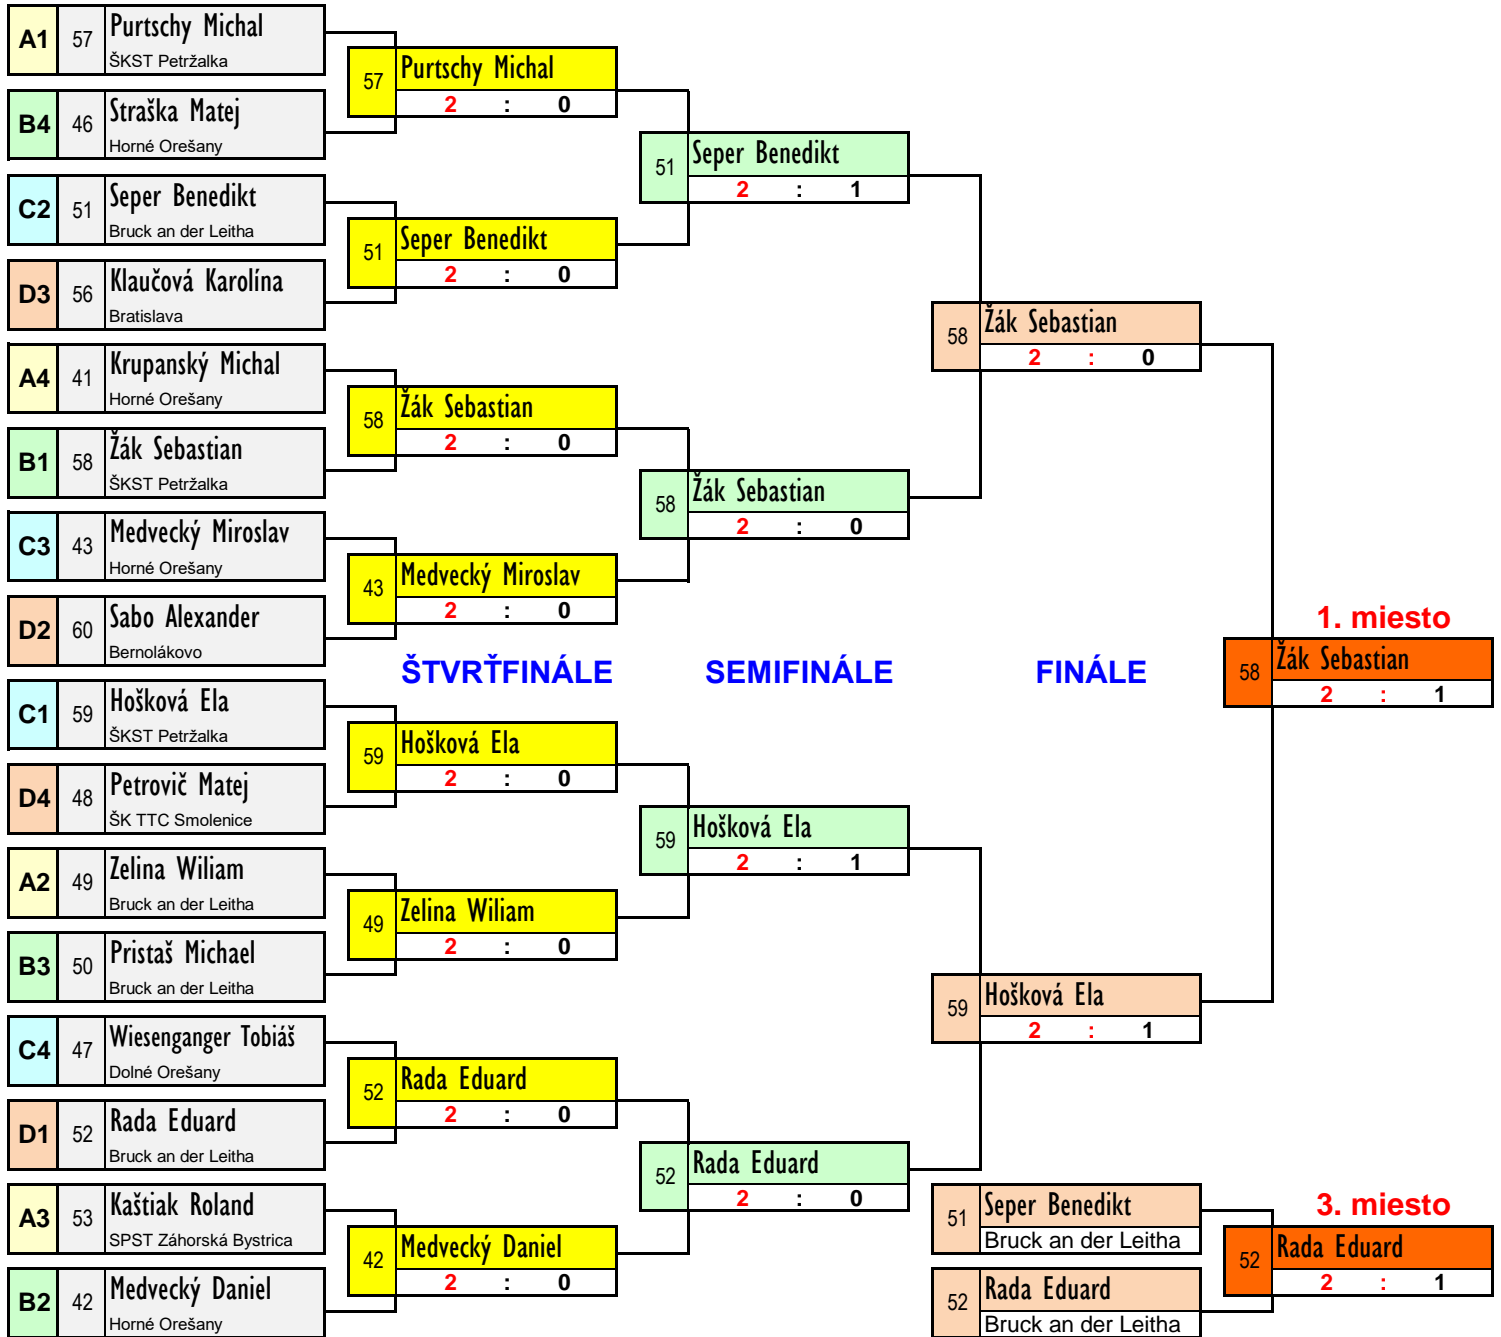 A1 57 Purtschy Michal
ŠKST Petržalka
B4 46 Straška Matej
Horné Orešany
C2 51 Seper Benedikt
Bruck an der Leitha
D3 56 Klaučová Karolína
Bratislava
A4 41 Krupanský Michal
Horné Orešany
B1 58 Žák Sebastian
ŠKST Petržalka
C3 43 Medvecký Miroslav
Horné Orešany
D2 60 Sabo Alexander
Bernolákovo
C1 59 Hošková Ela
ŠKST Petržalka
D4 48 Petrovič Matej
ŠK TTC Smolenice
A2 49 Zelina Wiliam
Bruck an der Leitha
B3 50 Pristaš Michael
Bruck an der Leitha
C4 47 Wiesenganger Tobiáš
Dolné Orešany
D1 52 Rada Eduard
Bruck an der Leitha
A3 53 Kaštiak Roland
SPST Záhorská Bystrica
B2 42 Medvecký Daniel
Horné Orešany
57 Purtschy Michal
2 : 0
51 Seper Benedikt
2 : 0
58 Žák Sebastian
2 : 0
43 Medvecký Miroslav
2 : 0
ŠTVRŤFINÁLE
59 Hošková Ela
2 : 0
49 Zelina Wiliam
2 : 0
52 Rada Eduard
2 : 0
42 Medvecký Daniel
2 : 0
51 Seper Benedikt
2 : 1
58 Žák Sebastian
2 : 0
SEMIFINÁLE
59 Hošková Ela
2 : 1
52 Rada Eduard
2 : 0
58 Žák Sebastian
2 : 0
FINÁLE
59 Hošková Ela
2 : 1
1. miesto
58 Žák Sebastian
2 : 1
51 Seper Benedikt
Bruck an der Leitha
52 Rada Eduard
Bruck an der Leitha
3. miesto
52 Rada Eduard
2 : 1